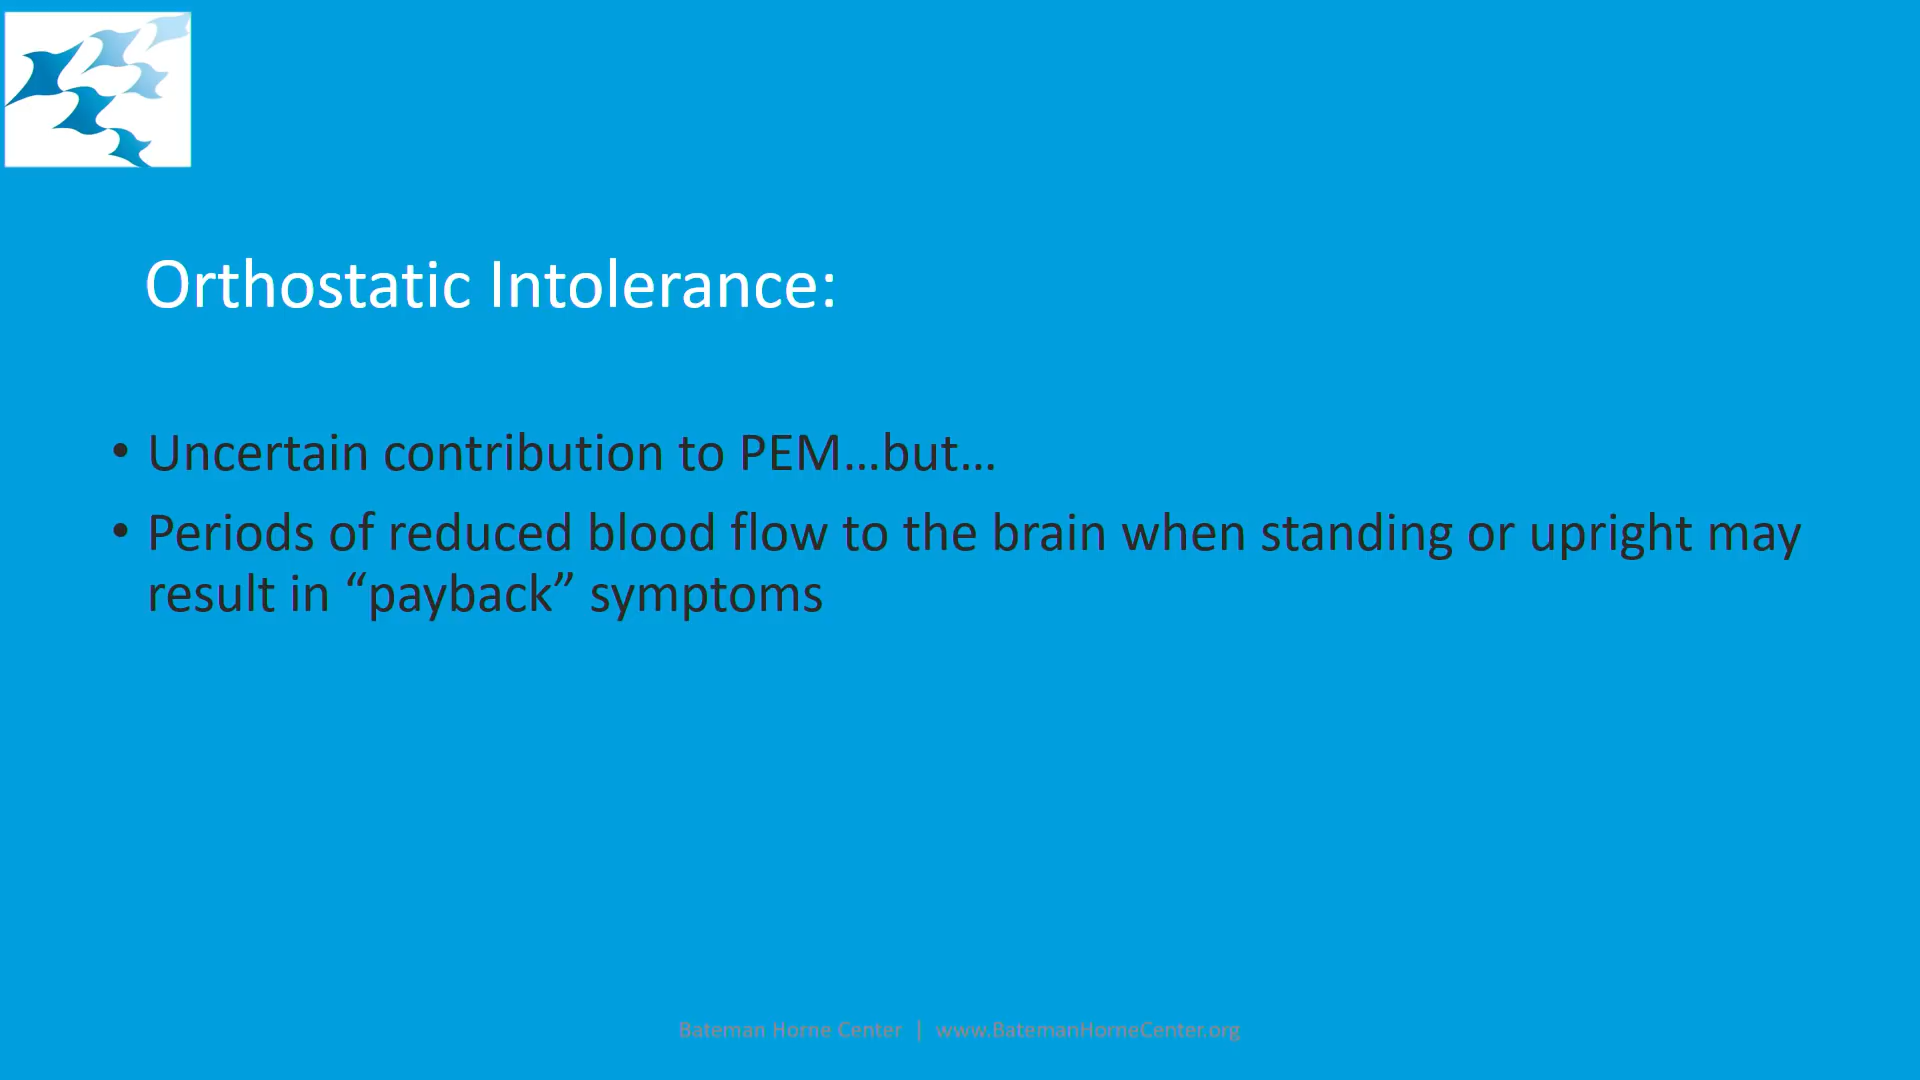 Orthostatic Intolerance:
• Uncertain contribution to PEM...but...
• Periods of reduced blood flow to the brain when standing or upright may
result in “payback” symptoms
Bateman Horne Center | www.BatemanHorneCenter.org